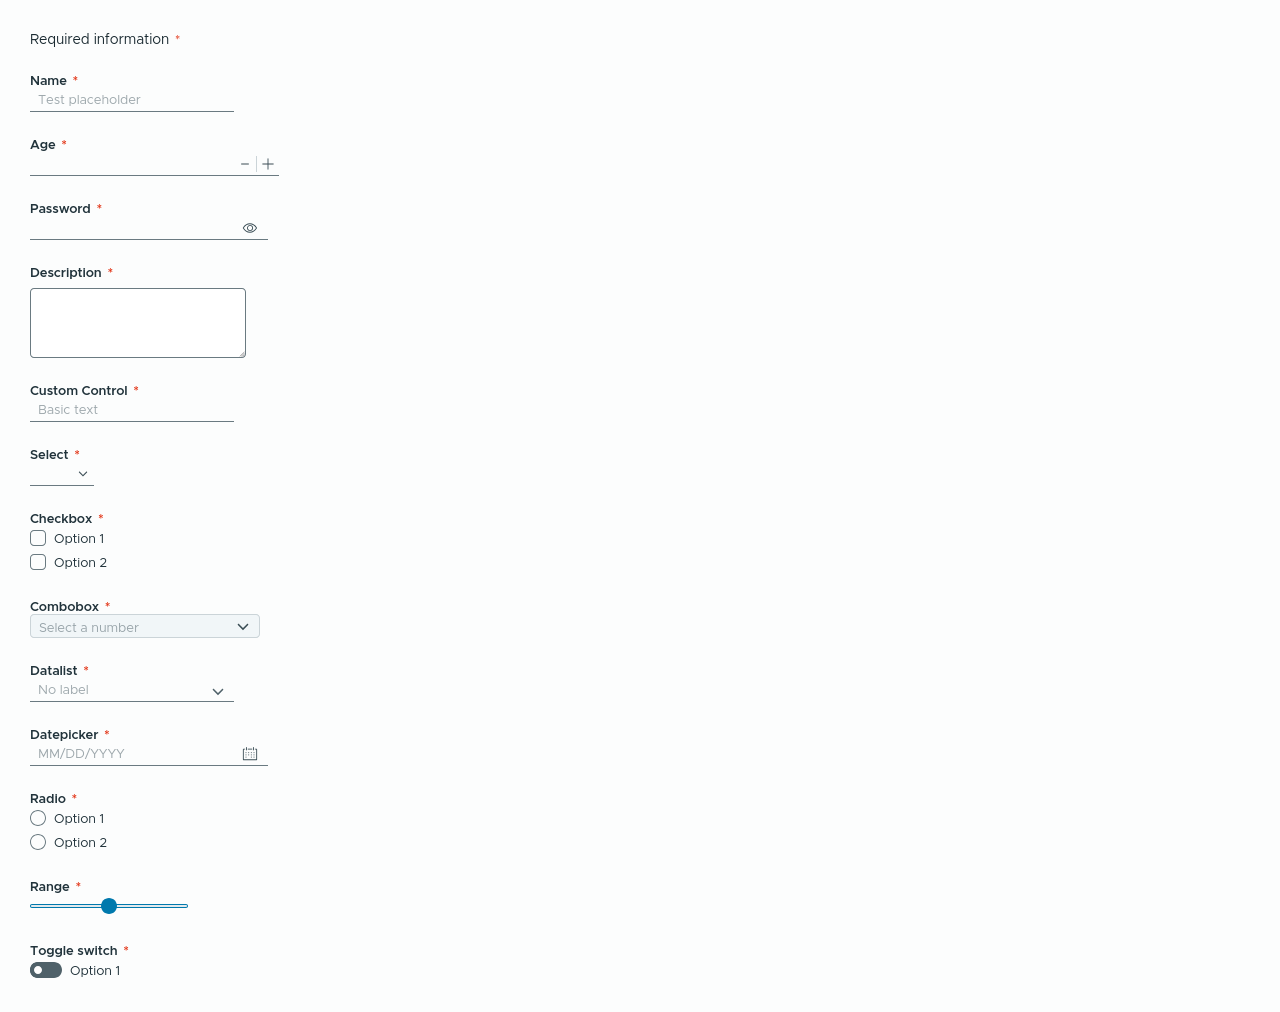 Required information *
Name *
Test placeholder
Age *
Password *
Description *
Custom Control *
Basic text
Select *
Checkbox *
Option 1
Option 2
Combobox *
Select a number
Datalist *
No label
Datepicker *
MM/DD/YYYY
Radio *
Option 1
Option 2
Range *
Toggle switch *
Option 1